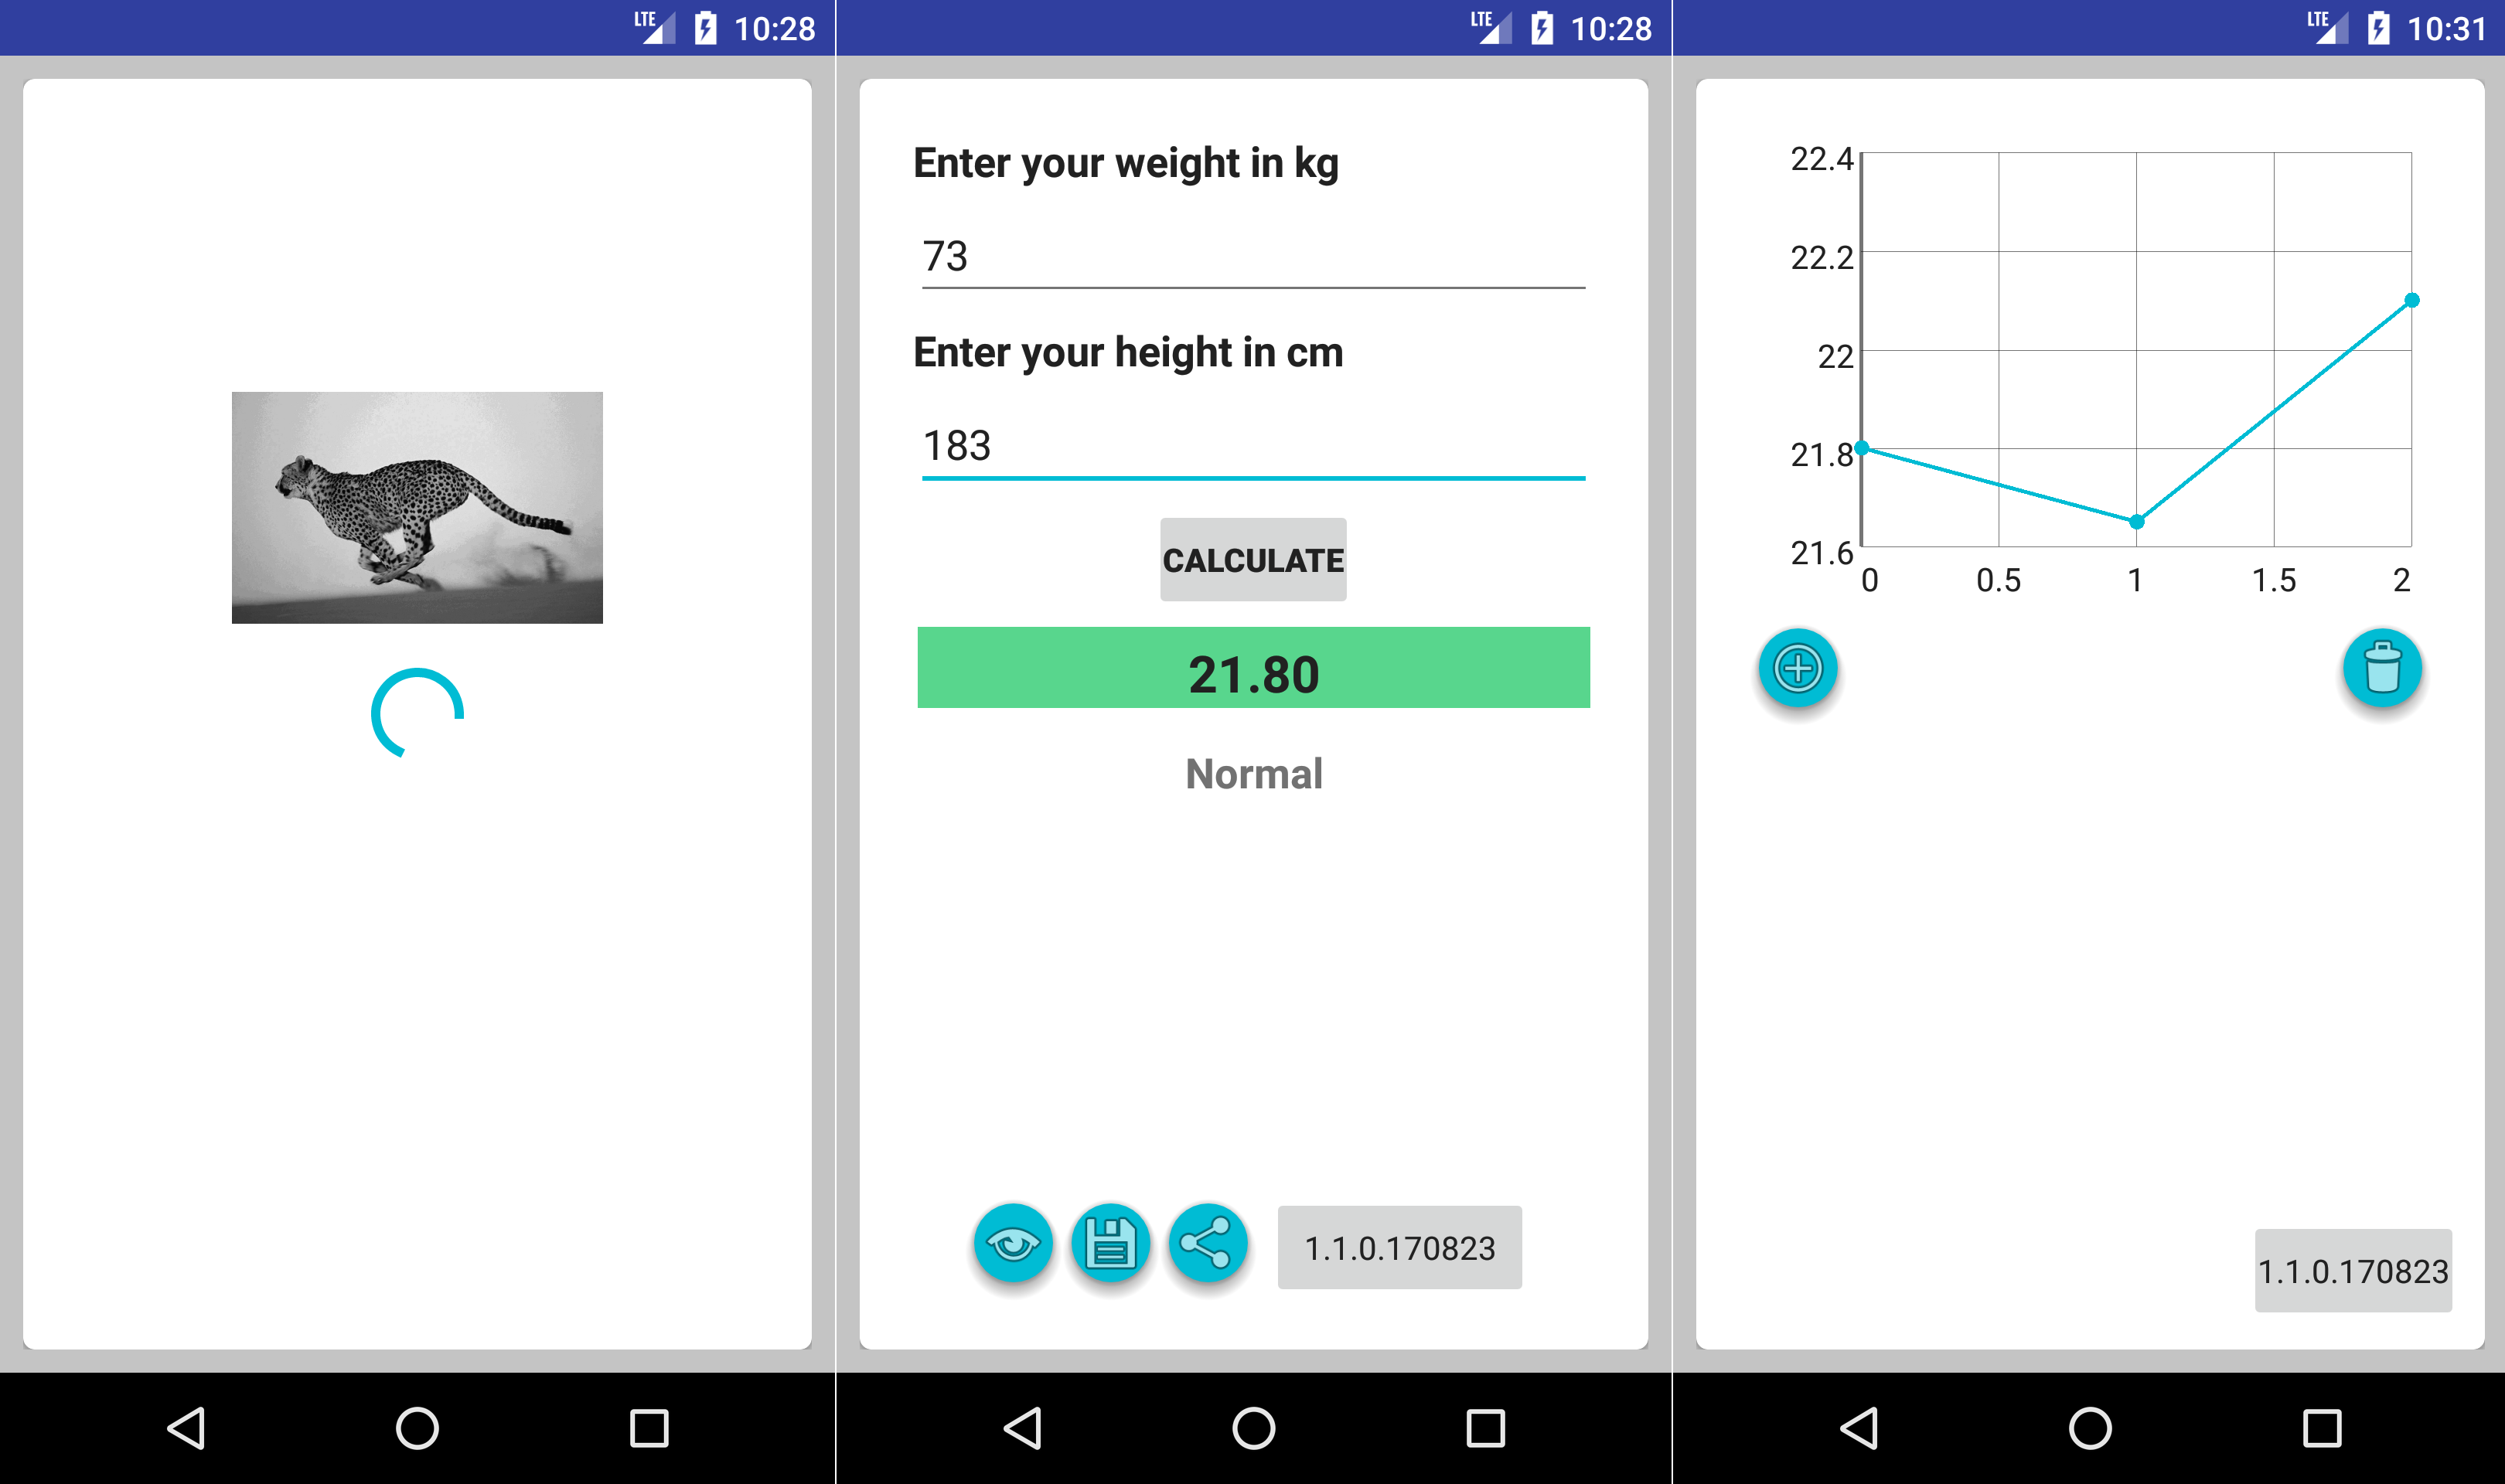 LTE 10:28
LTE 10:28
Enter your weight in kg
73
Enter your height in cm
183
CALCULATE
21.80
Normal
1.1.0.170823
LTE 10:31
22.4
22.2
22
21.8
21.6
0 0.5 1 1.5 2
1.1.0.170823